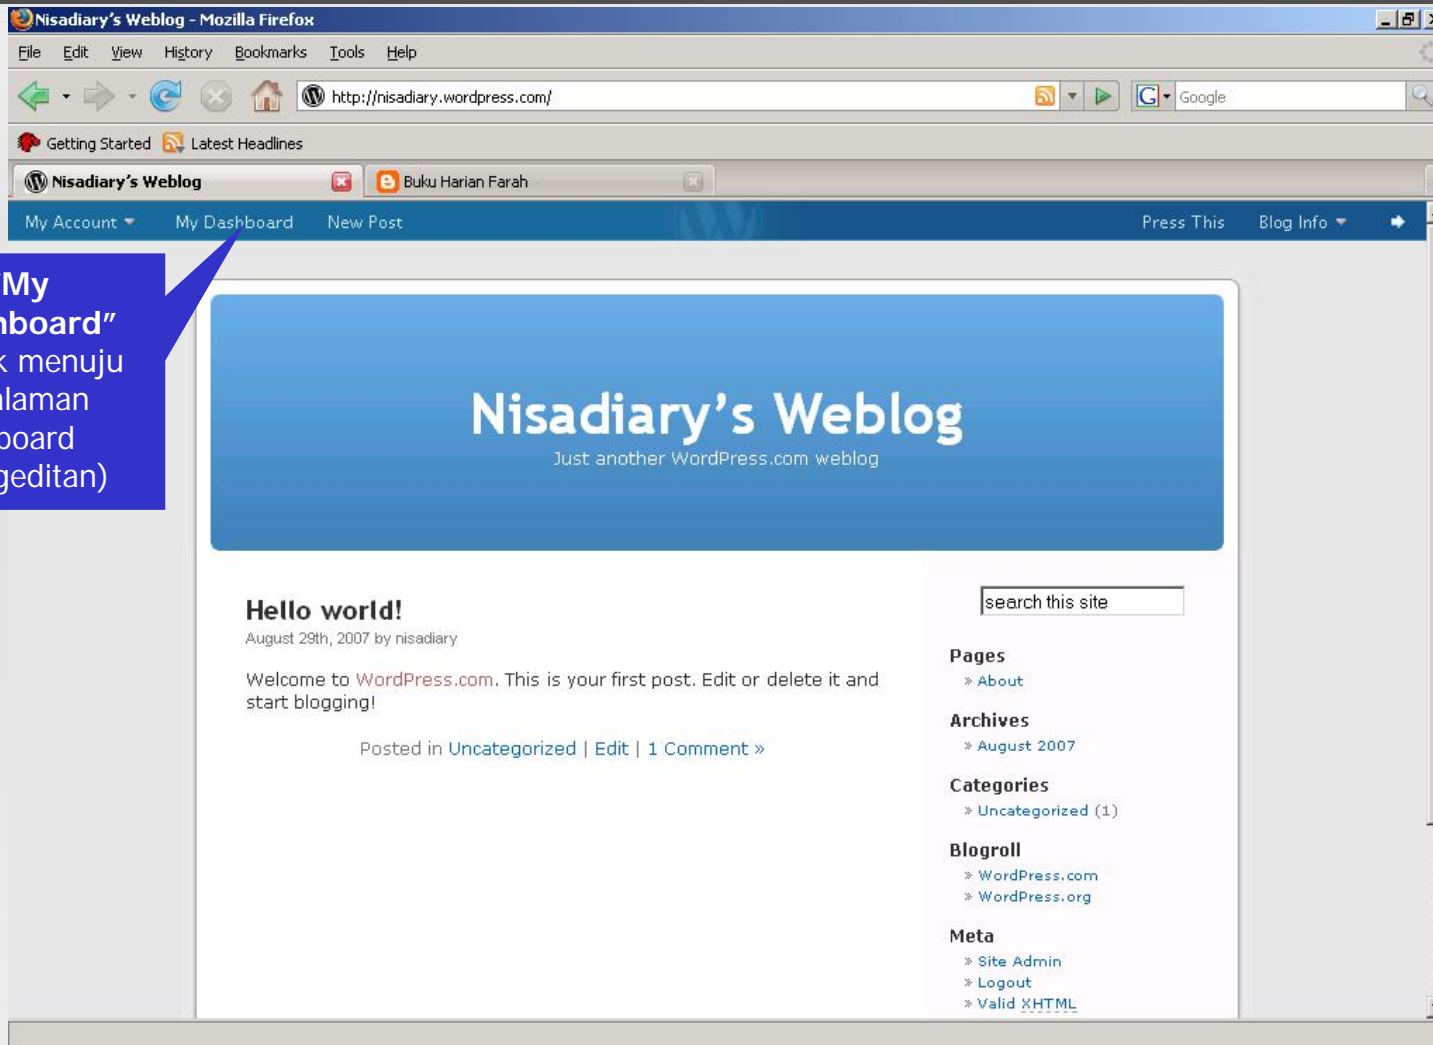 Nisadiary's Weblog - Mozilla Firefox
File Edit View History Bookmarks Tools Help
http://nisadiary.wordpress.com/ Google
Getting Started Latest Headlines
Nisadiary's Weblog Buku Harian Farah
My Account My Dashboard New Post Press This Blog Info
"My
hboard"
k menuju
alaman
board
geditan)
Nisadiary's Weblog
Just another WordPress.com weblog
Hello world!
August 29th, 2007 by nisadiary
Welcome to WordPress.com. This is your first post. Edit or delete it and
start blogging!
Posted in Uncategorized | Edit | 1 Comment »
search this site
Pages
» About
Archives
» August 2007
Categories
» Uncategorized (1)
Blogroll
» WordPress.com
» WordPress.org
Meta
» Site Admin
» Logout
» Valid XHTML